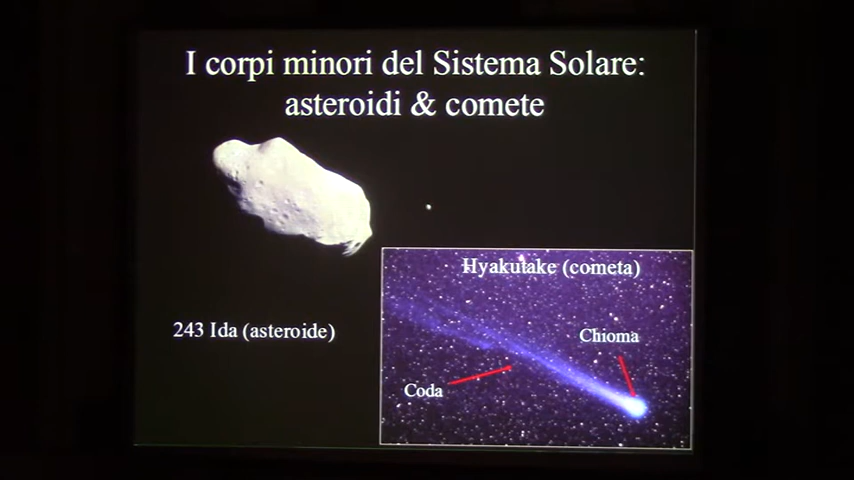 I corpi minori del Sistema Solare:
asteroidi & comete
Hyakutake (cometa)
243 Ida (asteroide)
Chioma
Coda